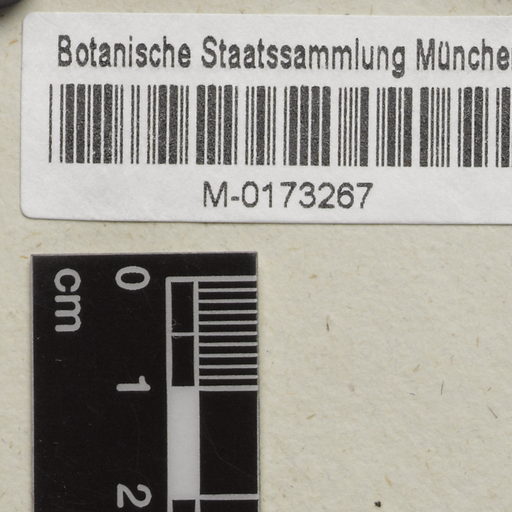 Botanische Staatssammlung Münche
M-0173267
cm
0
1
2